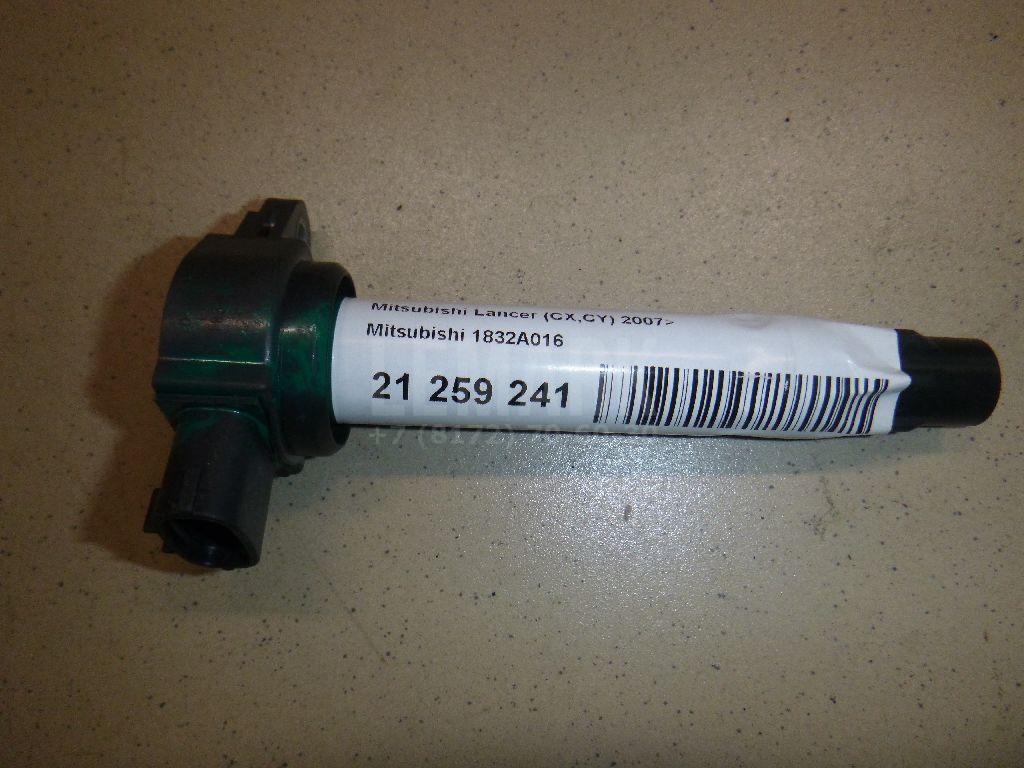 Mitsubishi Lancer (CX,CY) 2007>
Mitsubishi 1832A016
21 259 241